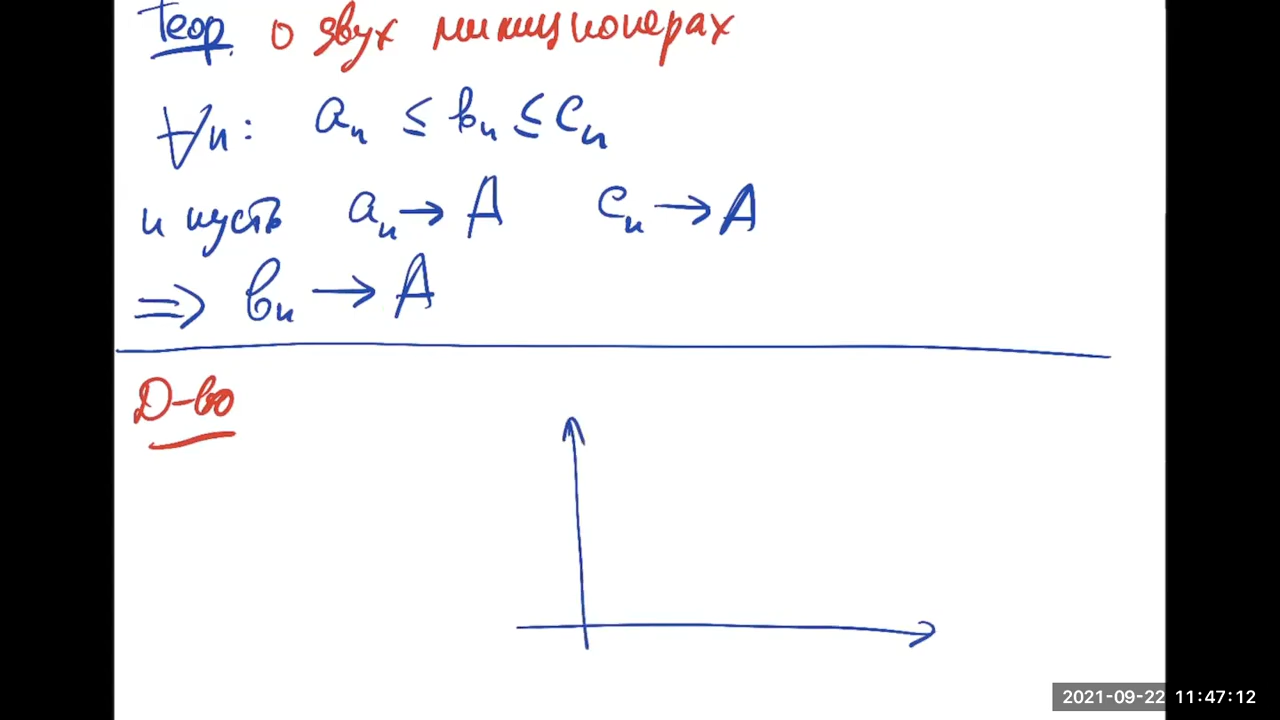 Теор. о двух милиционерах
∀n: aₙ ≤ bₙ ≤ cₙ
и пусть aₙ → A cₙ → A
=> bₙ → A
Д-во
2021-09-22 11:47:12